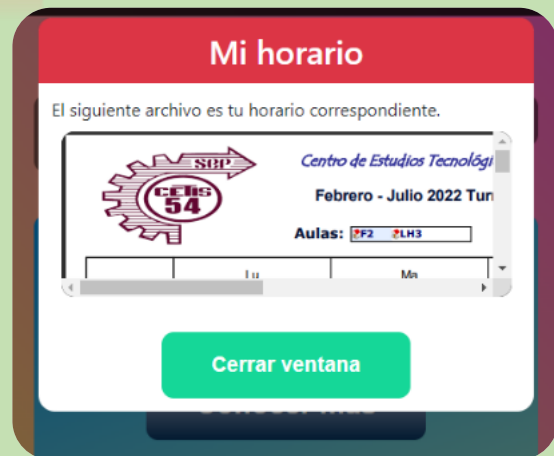 Mi horario
El siguiente archivo es tu horario correspondiente.
SEP
CETis
54
Centro de Estudios Tecnológi
Febrero - Julio 2022 Tur
Aulas: F2 LH3
Lu
Ma
Cerrar ventana